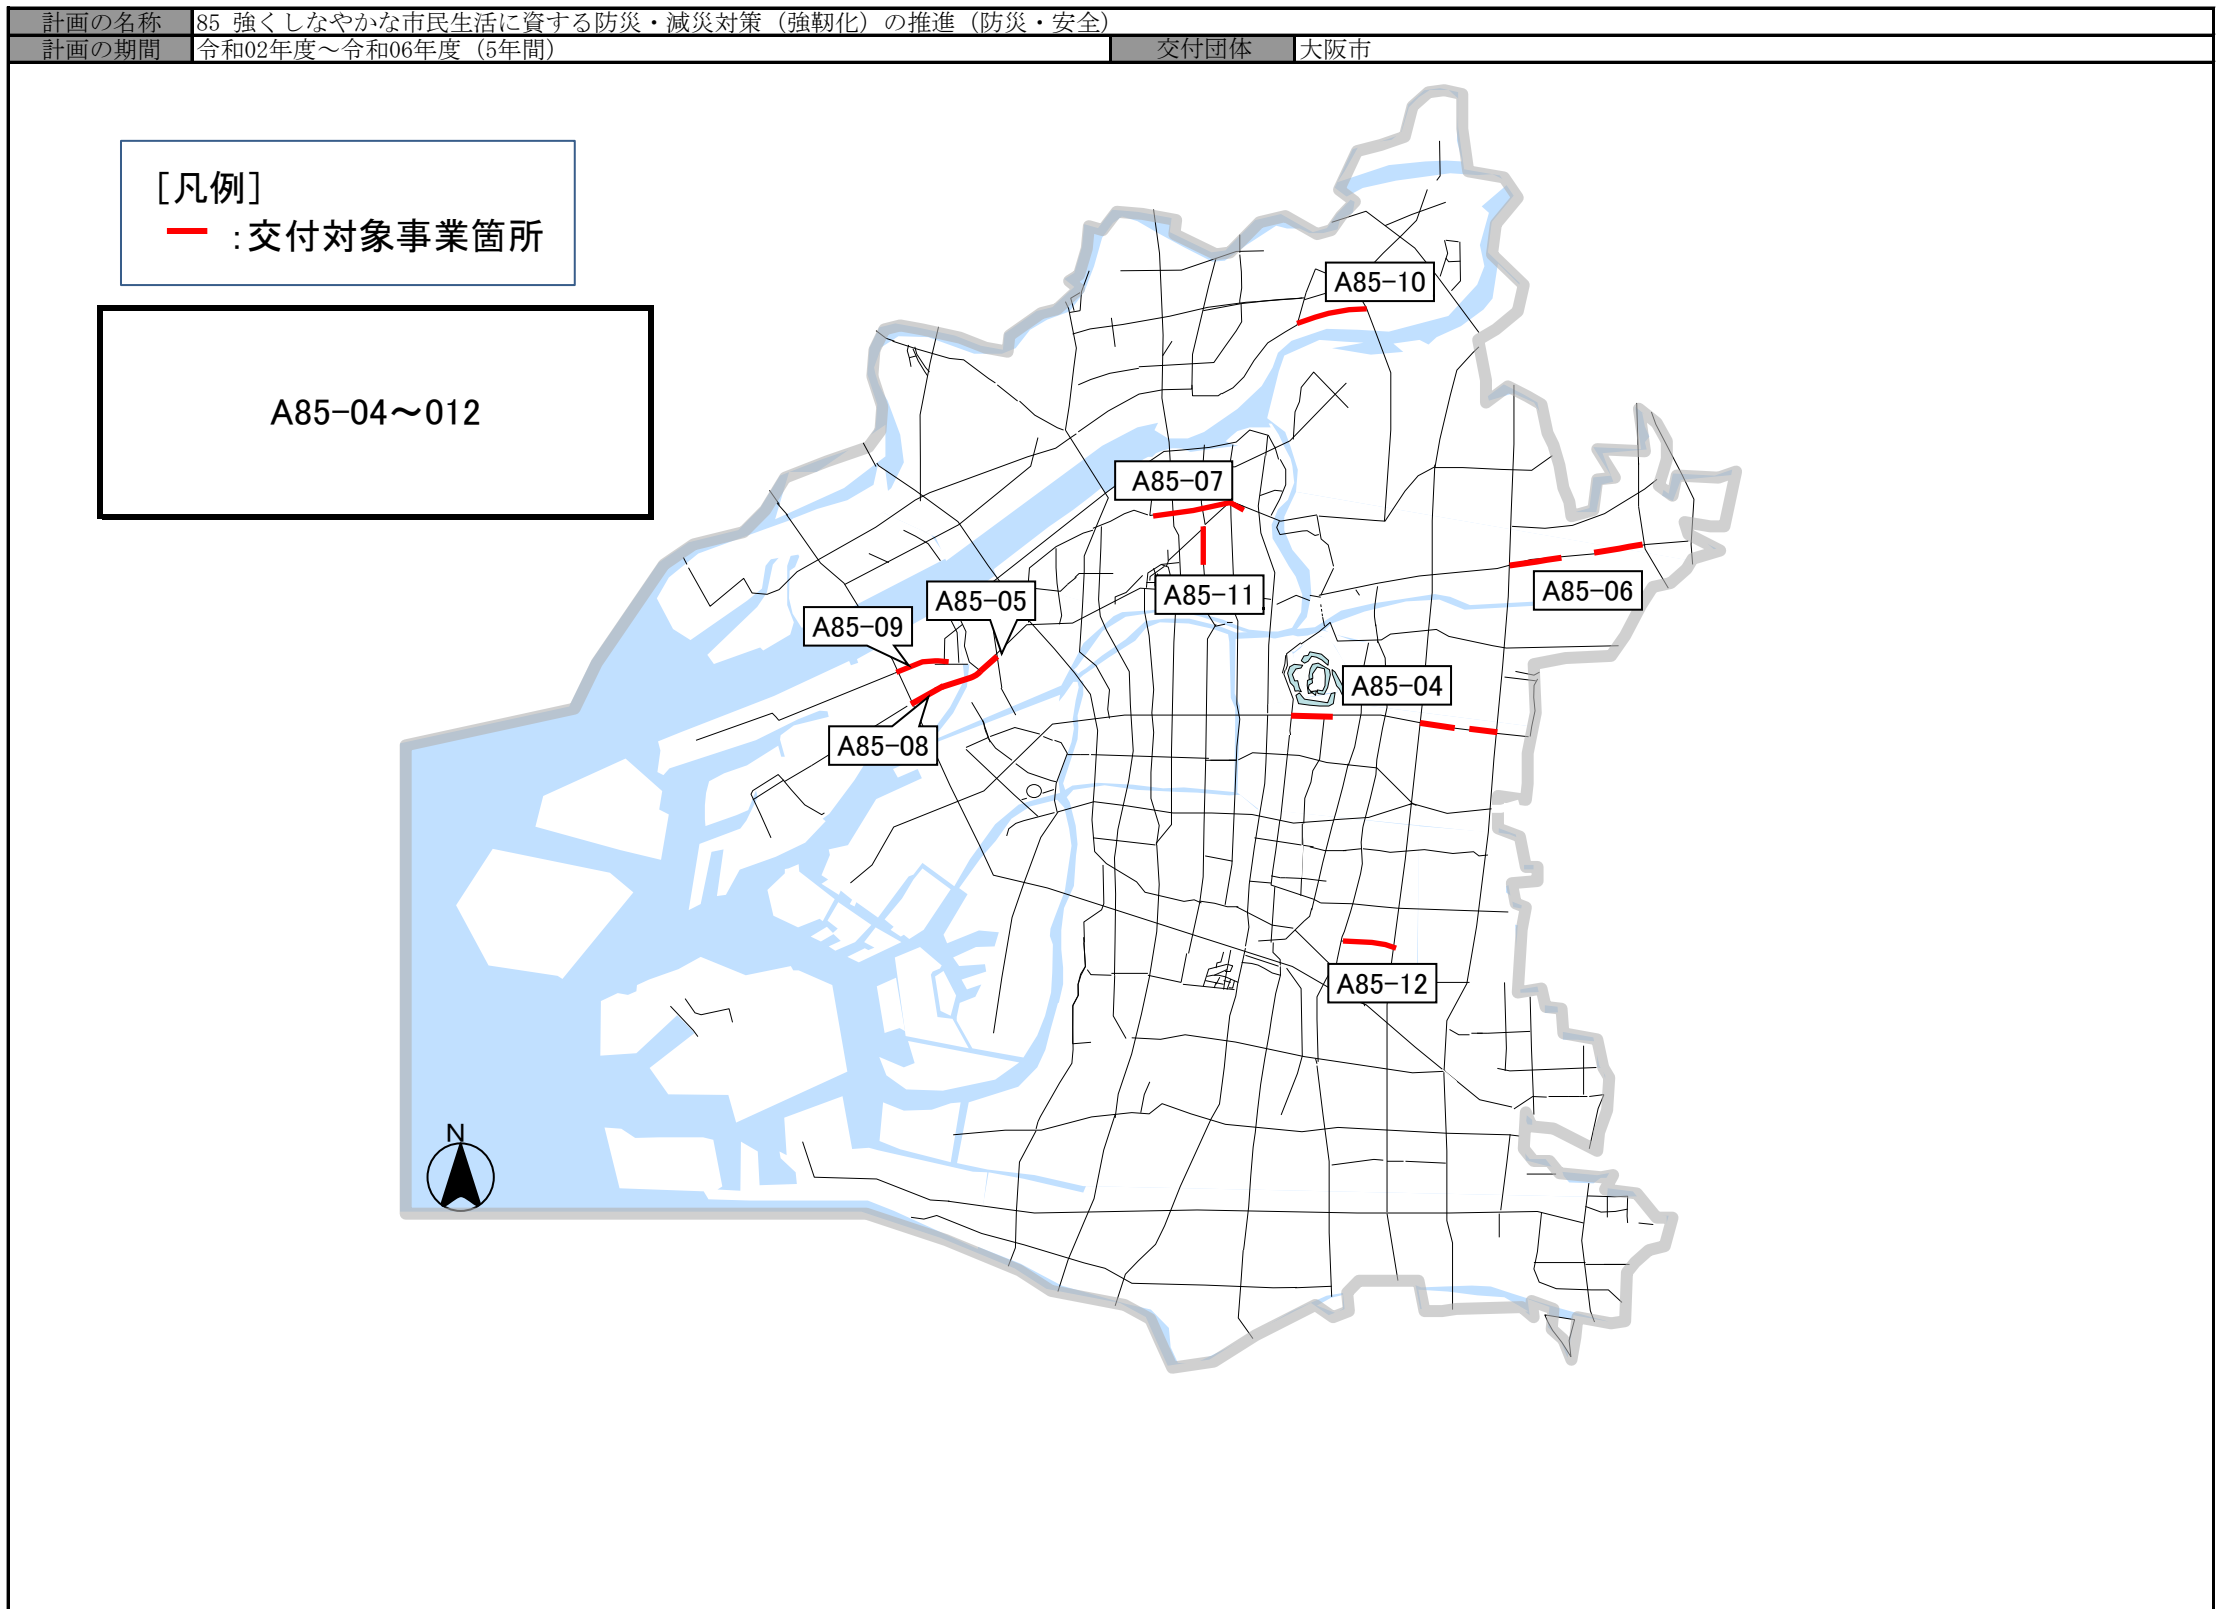 計画の名称 85 強くしなやかな市民生活に資する防災・減災対策（強靭化）の推進（防災・安全）
計画の期間 令和02年度～令和06年度（5年間） 交付団体 大阪市
［凡例］
：交付対象事業箇所
A85-04～012
A85-10
A85-07
A85-11
A85-06
A85-05
A85-09
A85-04
A85-08
A85-12
N